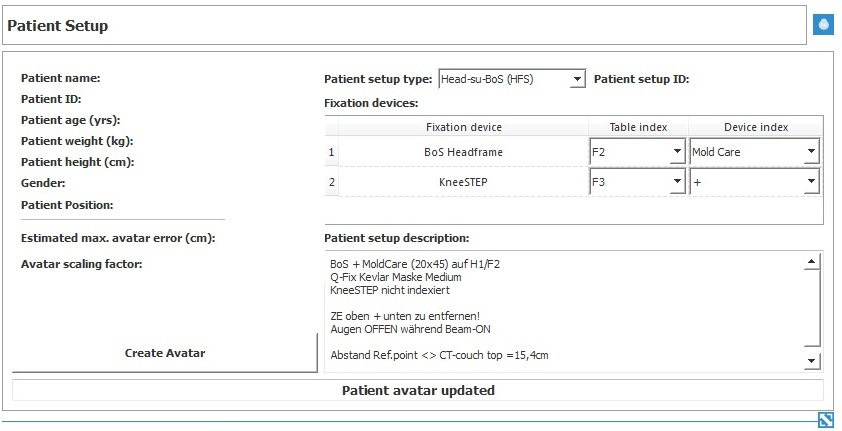 Patient Setup
Patient name:
Patient ID:
Patient age (yrs):
Patient weight (kg):
Patient height (cm):
Gender:
Patient Position:
Estimated max. avatar error (cm):
Avatar scaling factor:
Create Avatar
Patient setup type: Head-su-BoS (HFS) Patient setup ID:
Fixation devices:
Fixation device Table index Device index
1 BoS Headframe F2 Mold Care
2 KneeSTEP F3 +
Patient setup description:
BoS + MoldCare (20x45) auf H1/F2
Q-Fix Kevlar Maske Medium
KneeSTEP nicht indexiert
ZE oben + unten zu entfernen!
Augen OFFEN während Beam-ON
Abstand Ref.point <> CT-couch top =15,4cm
Patient avatar updated